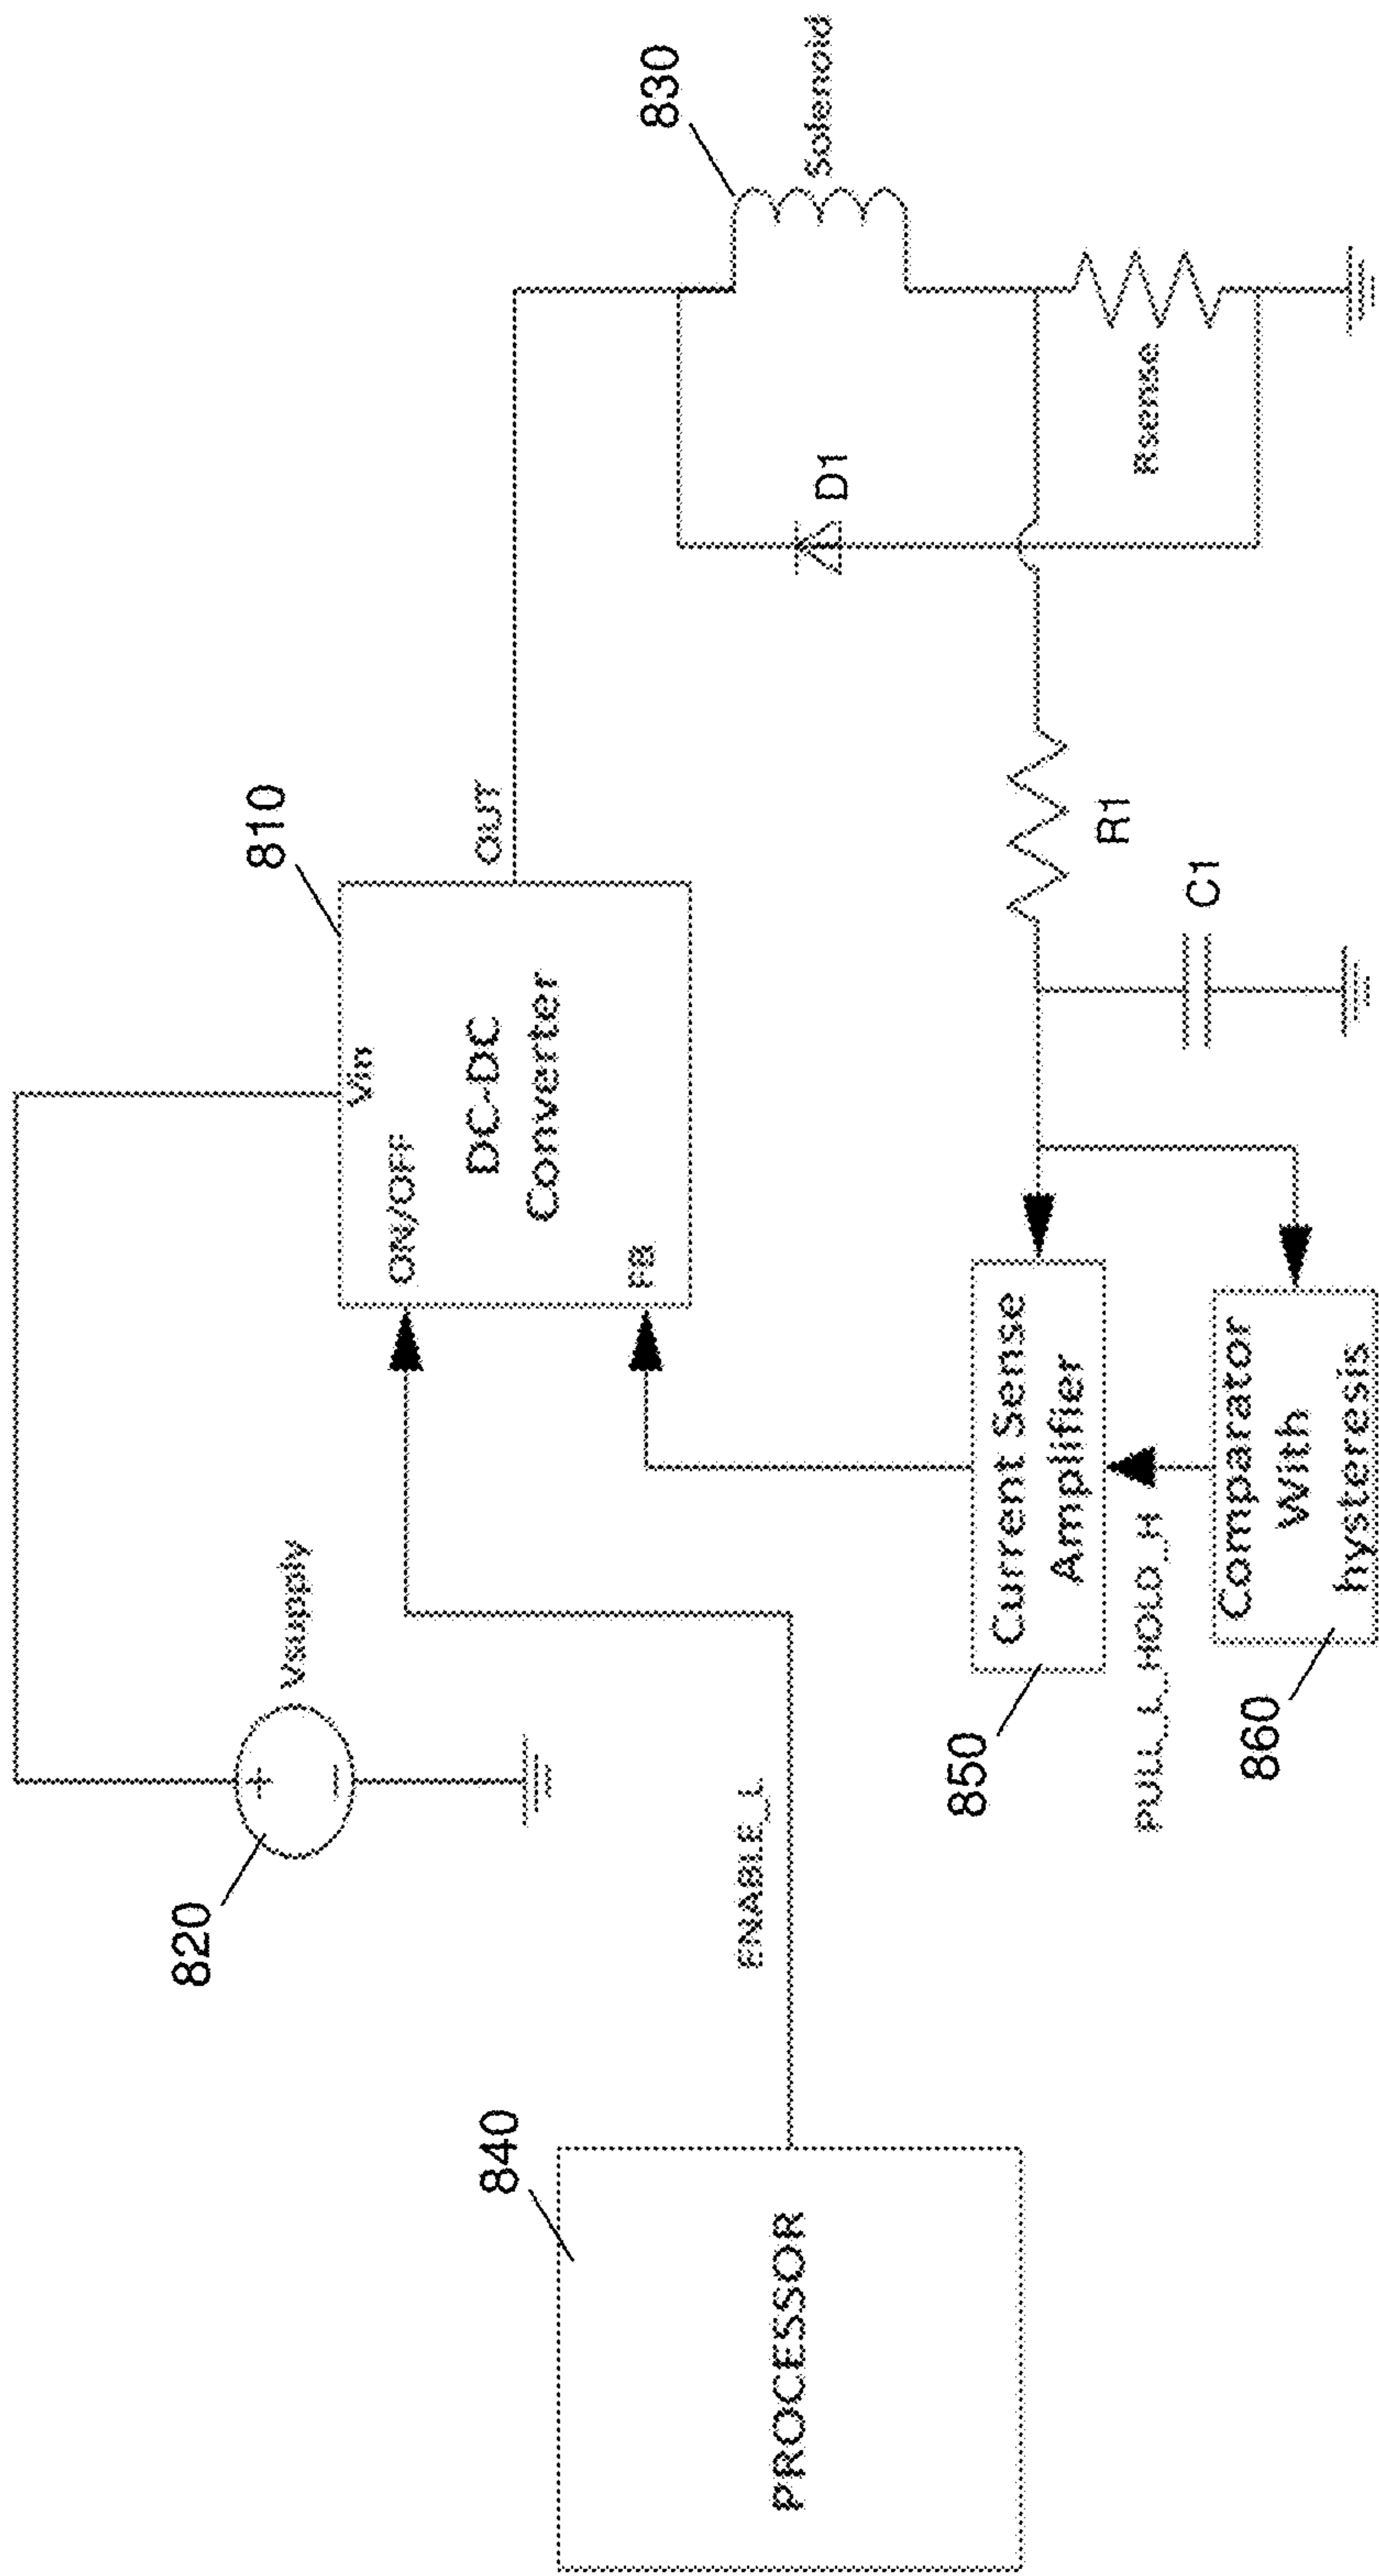 820
Vsupply
810
Vin
ON/OFF
DC-DC
Converter
FB
OUT
830
Solenoid
840
PROCESSOR
ENABLE_L
D1
Rsense
R1
C1
850
Current Sense
Amplifier
PULL_L_HOLD_H
860
Comparator
With
hysteresis